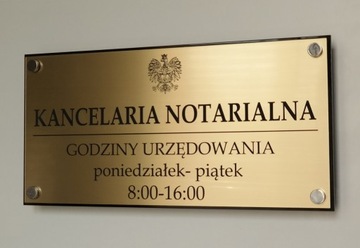 KANCELARIA NOTARIALNA
GODZINY URZĘDOWANIA
poniedziałek- piątek
8:00-16:00